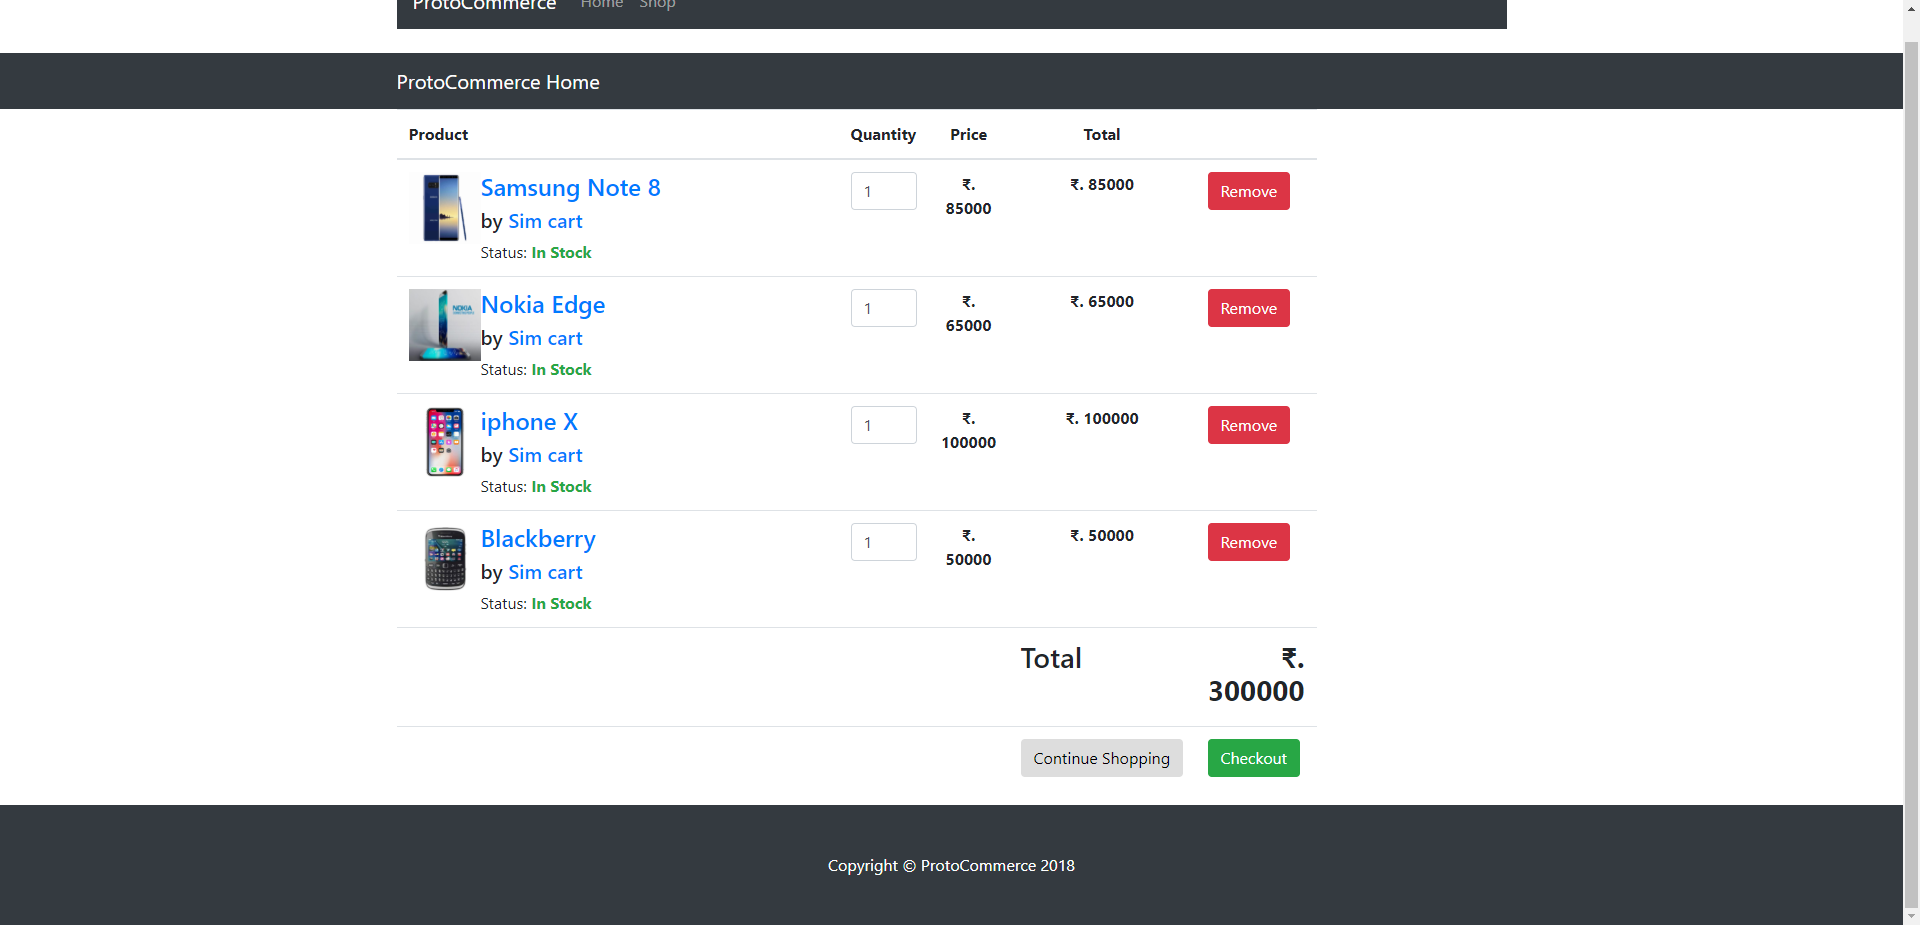 ProtoCommerce Home Shop
ProtoCommerce Home
Product Quantity Price Total
Samsung Note 8 1 ₹. 85000 ₹. 85000 Remove
by Sim cart
Status: In Stock
NOKIA
Nokia Edge 1 ₹. 65000 ₹. 65000 Remove
by Sim cart
Status: In Stock
iphone X 1 ₹. 100000 ₹. 100000 Remove
by Sim cart
Status: In Stock
Blackberry 1 ₹. 50000 ₹. 50000 Remove
by Sim cart
Status: In Stock
Total ₹. 300000
Continue Shopping Checkout
Copyright © ProtoCommerce 2018